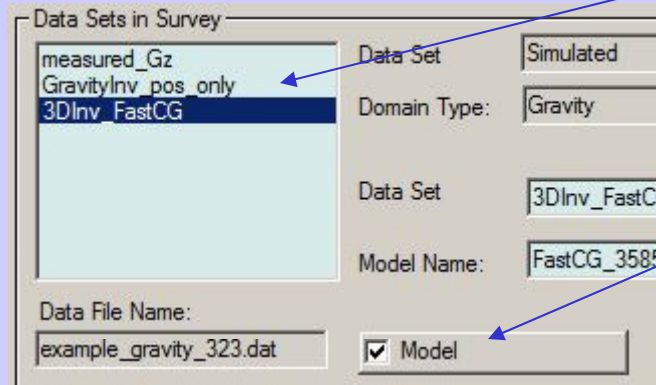 Data Sets in Survey
measured_Gz
GravityInv_pos_only
3DInv_FastCG
Data Set
Simulated
Domain Type:
Gravity
Data Set
3DInv_FastC
Model Name:
FastCG_3585
Data File Name:
example_gravity_323.dat
Model